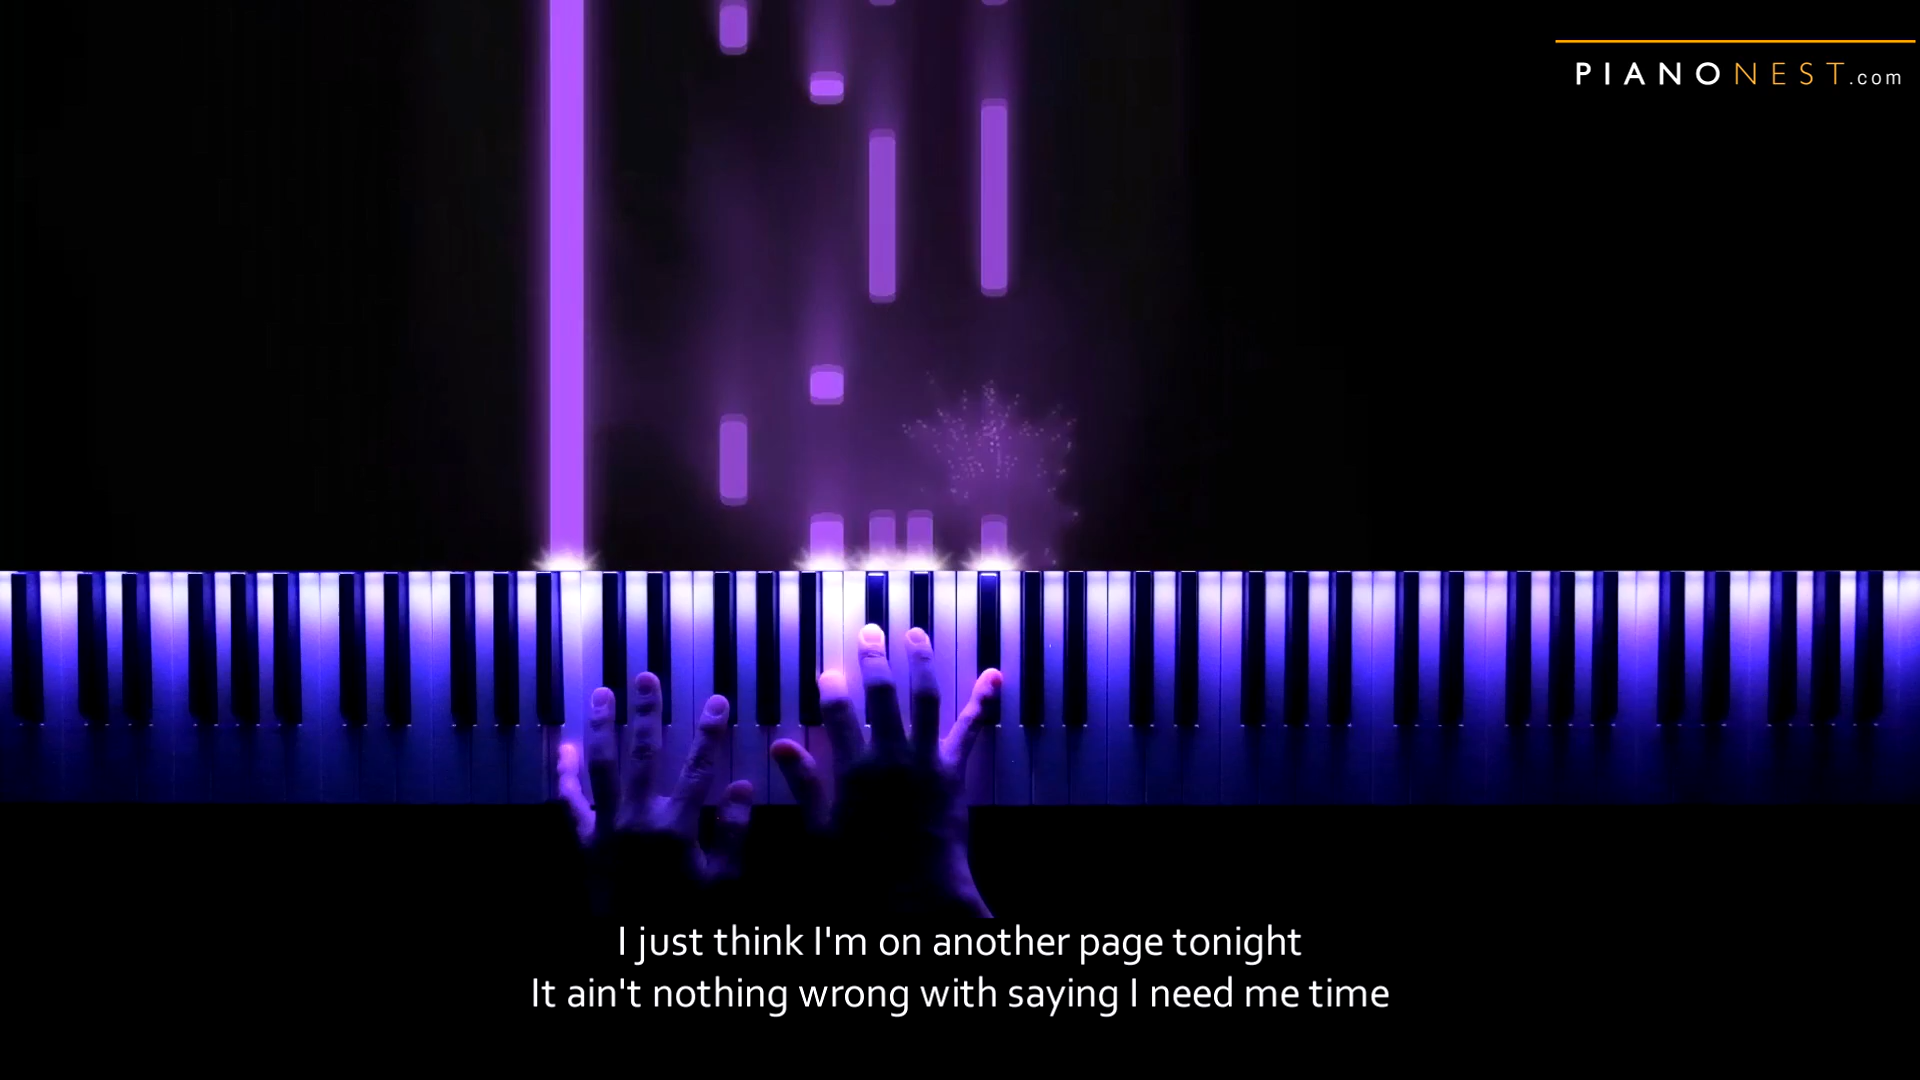 PIANONEST.com
I just think I'm on another page tonight
It ain't nothing wrong with saying I need me time